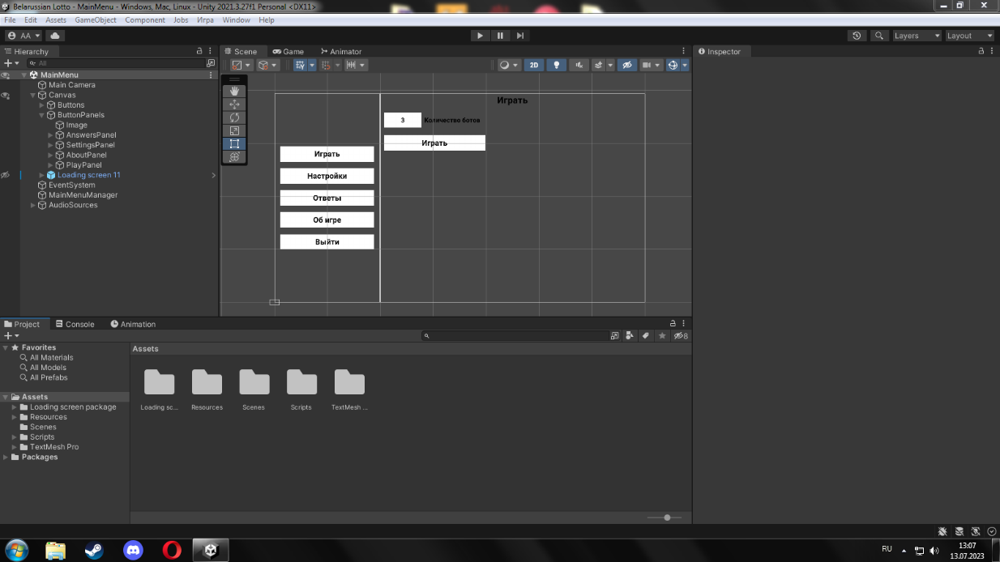 Belarussian Lotto - MainMenu - Windows, Mac, Linux - Unity 2021.3.27f1 Personal <DX11>
File Edit Assets GameObject Component Jobs Игра Window Help
AA
Layers
Layout
Hierarchy
All
MainMenu
Main Camera
Canvas
Buttons
ButtonPanels
Image
AnswersPanel
SettingsPanel
AboutPanel
PlayPanel
Loading screen 11
EventSystem
MainMenuManager
AudioSources
Scene Game Animator
2D
Играть
3 Количество ботов
Играть
Играть
Настройки
Ответы
Об игре
Выйти
Inspector
Project Console Animation
8
Favorites
All Materials
All Models
All Prefabs
Assets
Loading screen package
Resources
Scenes
Scripts
TextMesh Pro
Packages
Assets
Loading sc... Resources Scenes Scripts TextMesh ...
RU
13:07
13.07.2023